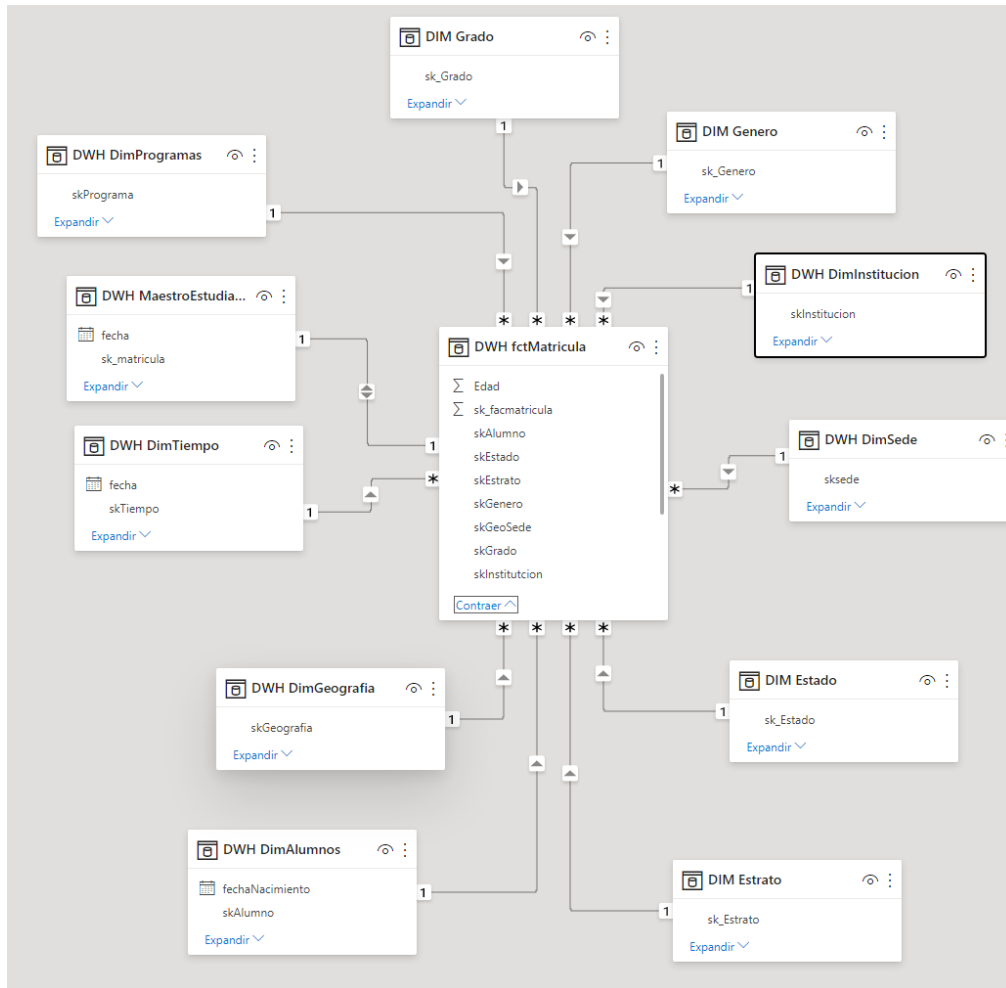 DIM Grado
sk_Grado
Expandir
1
DIM Genero
sk_Genero
Expandir
1
DWH DimProgramas
skPrograma
Expandir
1
DWH DimInstitucion
skInstitucion
Expandir
1
DWH MaestroEstudia...
fecha
sk_matricula
Expandir
1
* * * *
DWH fctMatricula
Σ Edad
Σ sk_facmatricula
skAlumno
skEstado
skEstrato
skGenero
skGeoSede
skGrado
skInstitutcion
Contraer
1
*
*
* * * *
DWH DimTiempo
fecha
skTiempo
Expandir
1
DWH DimSede
sksede
Expandir
1
DWH DimGeografia
skGeografia
Expandir
1
DIM Estado
sk_Estado
Expandir
1
DWH DimAlumnos
fechaNacimiento
skAlumno
Expandir
1
DIM Estrato
sk_Estrato
Expandir
1